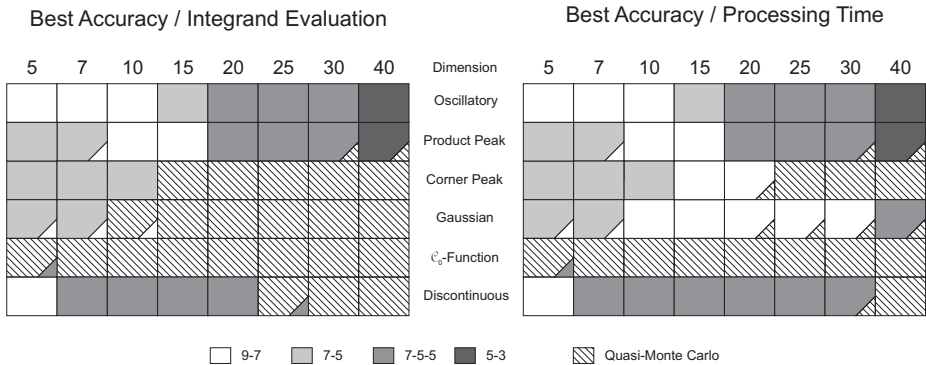 Best Accuracy / Integrand Evaluation
Best Accuracy / Processing Time
5 7 10 15 20 25 30 40 Dimension 5 7 10 15 20 25 30 40
Oscillatory
Product Peak
Corner Peak
Gaussian
𝒞₀-Function
Discontinuous
9-7 7-5 7-5-5 5-3 Quasi-Monte Carlo